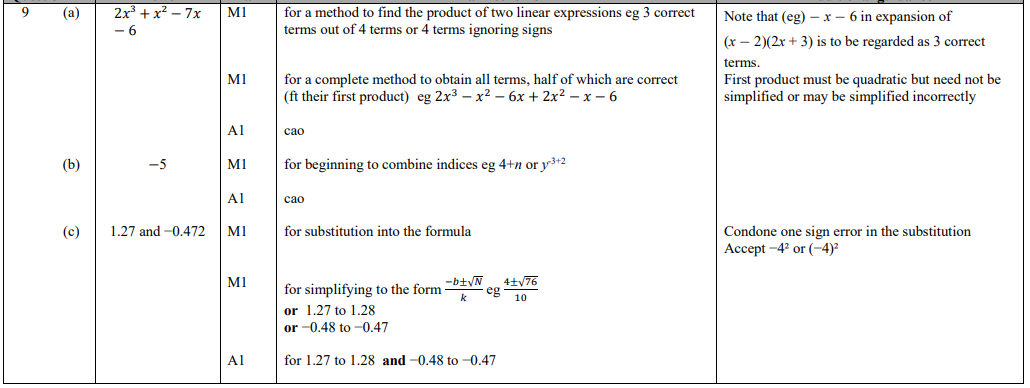 9 (a) 2x³ + x² − 7x − 6 M1 for a method to find the product of two linear expressions eg 3 correct
terms out of 4 terms or 4 terms ignoring signs
Note that (eg) – x – 6 in expansion of
(x – 2)(2x + 3) is to be regarded as 3 correct
terms.
M1 for a complete method to obtain all terms, half of which are correct
(ft their first product) eg 2x³ − x² − 6x + 2x² − x − 6
First product must be quadratic but need not be
simplified or may be simplified incorrectly
A1 cao
(b) −5 M1 for beginning to combine indices eg 4+n or y³⁺²
A1 cao
(c) 1.27 and −0.472 M1 for substitution into the formula
Condone one sign error in the substitution
Accept −4² or (−4)²
M1 for simplifying to the form (−b±√N)/k eg (4±√76)/10
or 1.27 to 1.28
or −0.48 to −0.47
A1 for 1.27 to 1.28 and −0.48 to −0.47